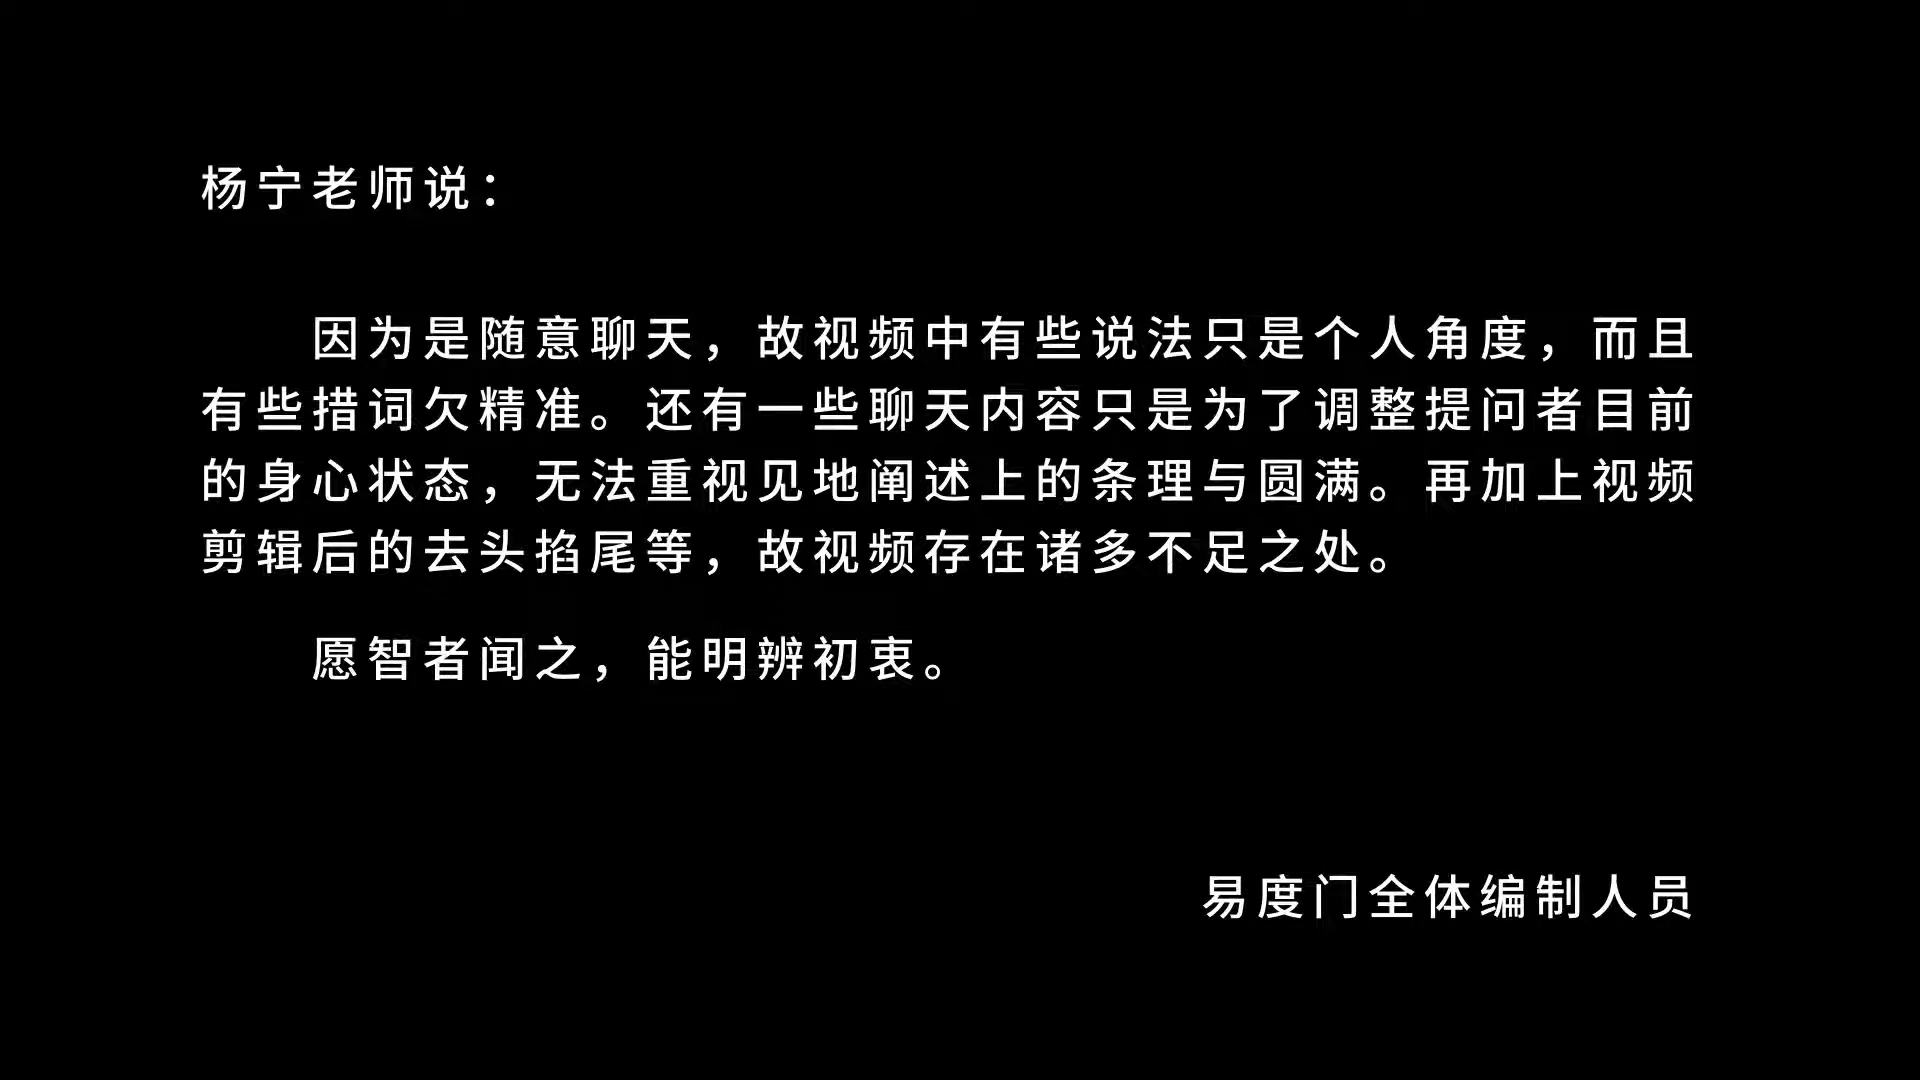 杨宁老师说：
因为是随意聊天，故视频中有些说法只是个人角度，而且
有些措词欠精准。还有一些聊天内容只是为了调整提问者目前
的身心状态，无法重视见地阐述上的条理与圆满。再加上视频
剪辑后的去头掐尾等，故视频存在诸多不足之处。
愿智者闻之，能明辨初衷。
易度门全体编制人员